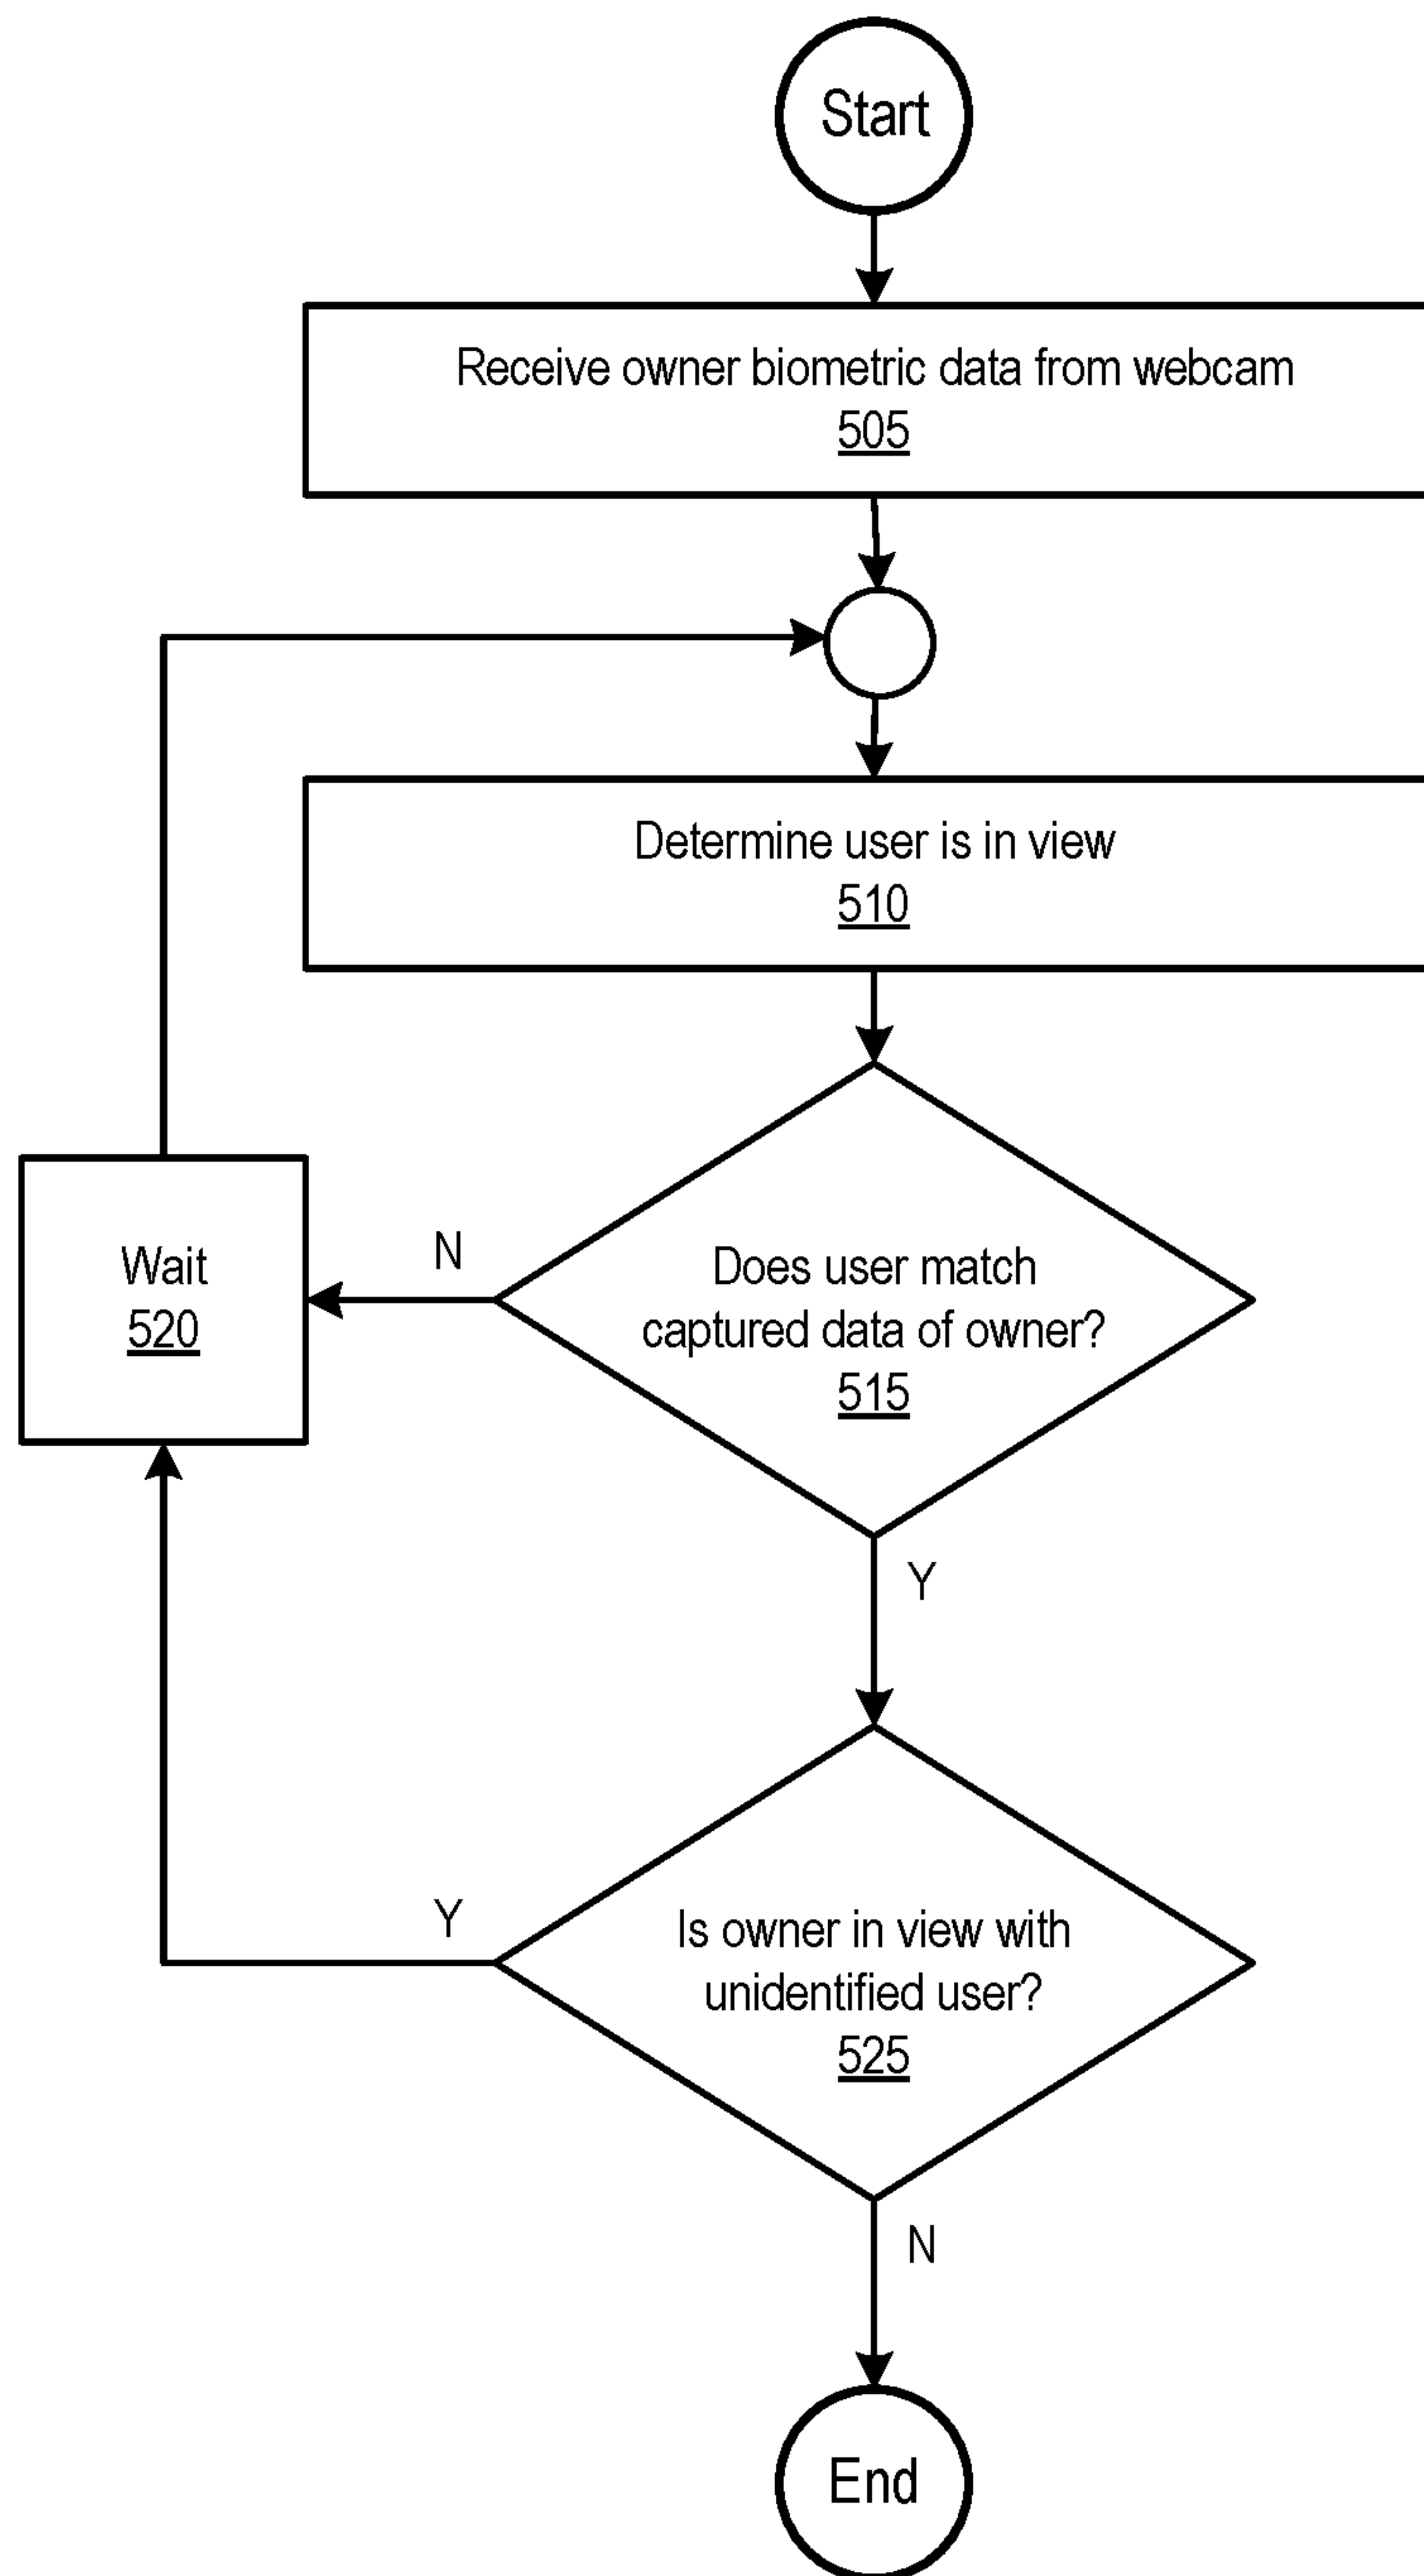 Start
Receive owner biometric data from webcam
505
Determine user is in view
510
N
Wait
520
Does user match
captured data of owner?
515
Y
Y
Is owner in view with
unidentified user?
525
N
End